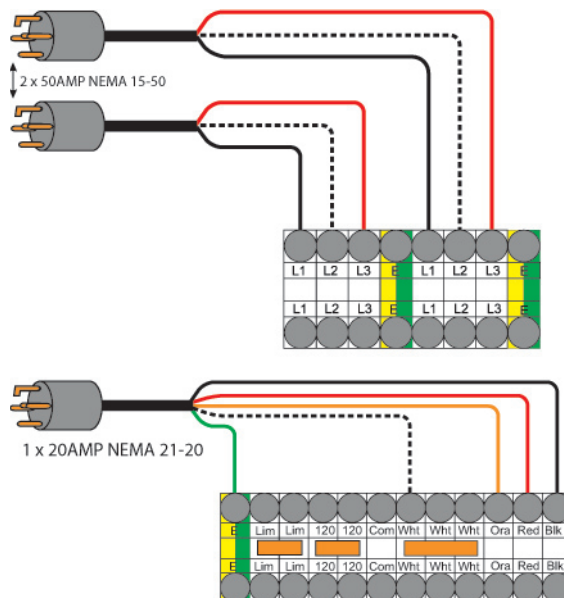 2 x 50AMP NEMA 15-50
L1 L2 L3 E L1 L2 L3 E
L1 L2 L3 E L1 L2 L3 E
1 x 20AMP NEMA 21-20
E Lim Lim 120 120 Com Wht Wht Wht Ora Red Blk
E Lim Lim 120 120 Com Wht Wht Wht Ora Red Blk